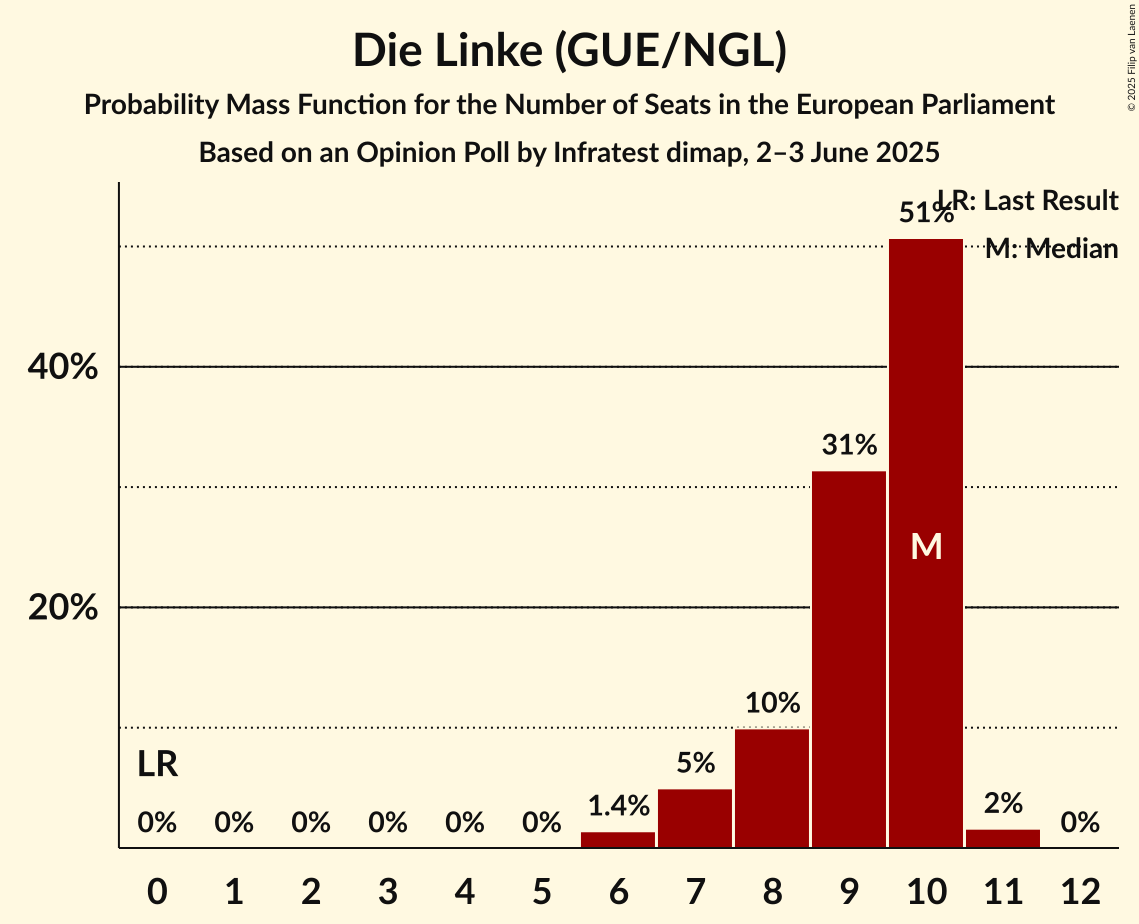 Die Linke (GUE/NGL)
Probability Mass Function for the Number of Seats in the European Parliament
Based on an Opinion Poll by Infratest dimap, 2–3 June 2025
© 2025 Filip van Laenen
LR: Last Result
M: Median
51%
40%
31%
M
20%
10%
LR
5%
1.4%
2%
0% 0% 0% 0% 0% 0% 0%
0 1 2 3 4 5 6 7 8 9 10 11 12